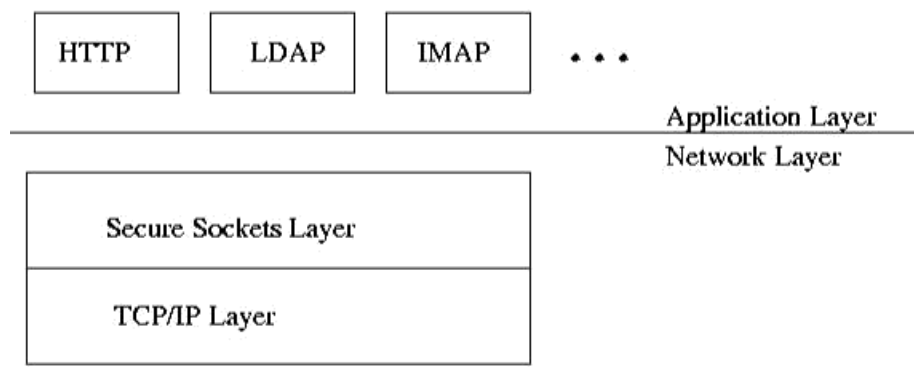 HTTP
LDAP
IMAP
Application Layer
Network Layer
Secure Sockets Layer
TCP/IP Layer